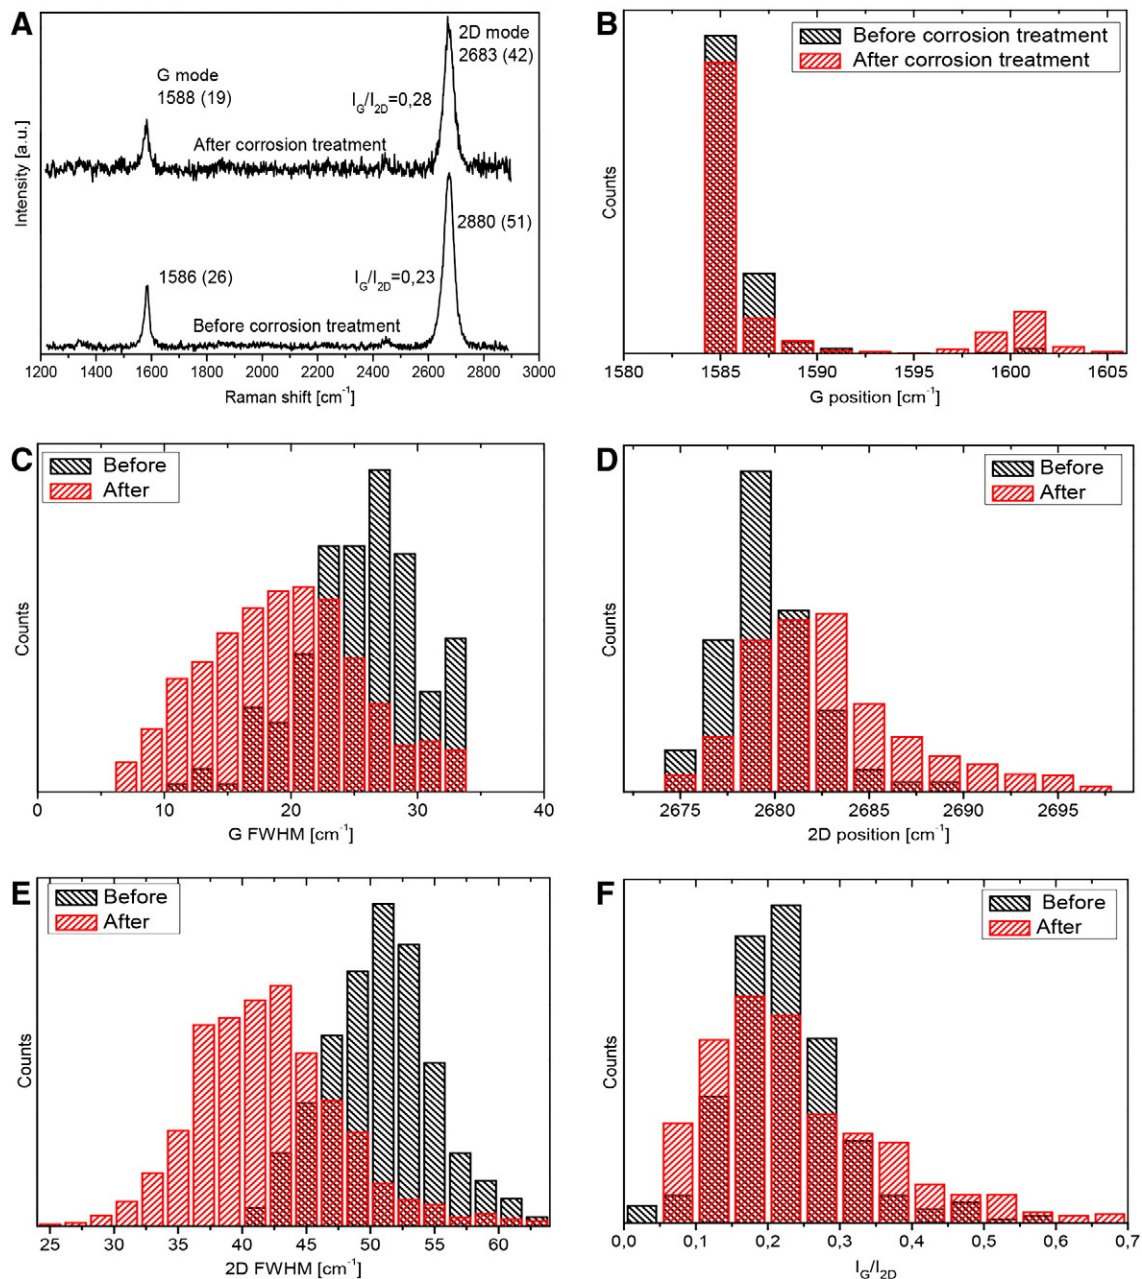 A
2D mode
2683 (42)
G mode
1588 (19)
I_G/I_2D=0,28
After corrosion treatment
2880 (51)
1586 (26)
I_G/I_2D=0,23
Before corrosion treatment
Intensity [a.u.]
1200 1400 1600 1800 2000 2200 2400 2600 2800 3000
Raman shift [cm⁻¹]
B
Before corrosion treatment
After corrosion treatment
Counts
1580 1585 1590 1595 1600 1605
G position [cm⁻¹]
C
Before
After
Counts
0 10 20 30 40
G FWHM [cm⁻¹]
D
Before
After
Counts
2675 2680 2685 2690 2695
2D position [cm⁻¹]
E
Before
After
Counts
25 30 35 40 45 50 55 60
2D FWHM [cm⁻¹]
F
Before
After
Counts
0,0 0,1 0,2 0,3 0,4 0,5 0,6 0,7
I_G/I_2D